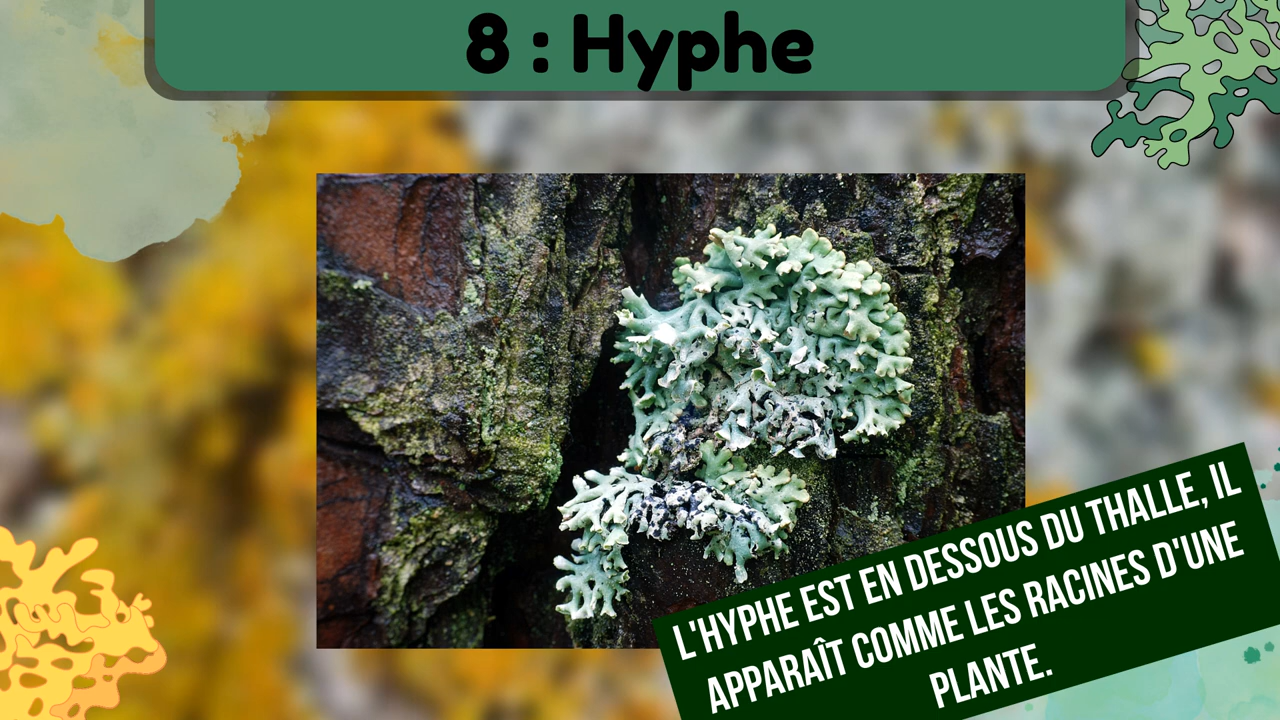 8 : Hyphe
L'HYPHE EST EN DESSOUS DU THALLE, IL
APPARAÎT COMME LES RACINES D'UNE
PLANTE.